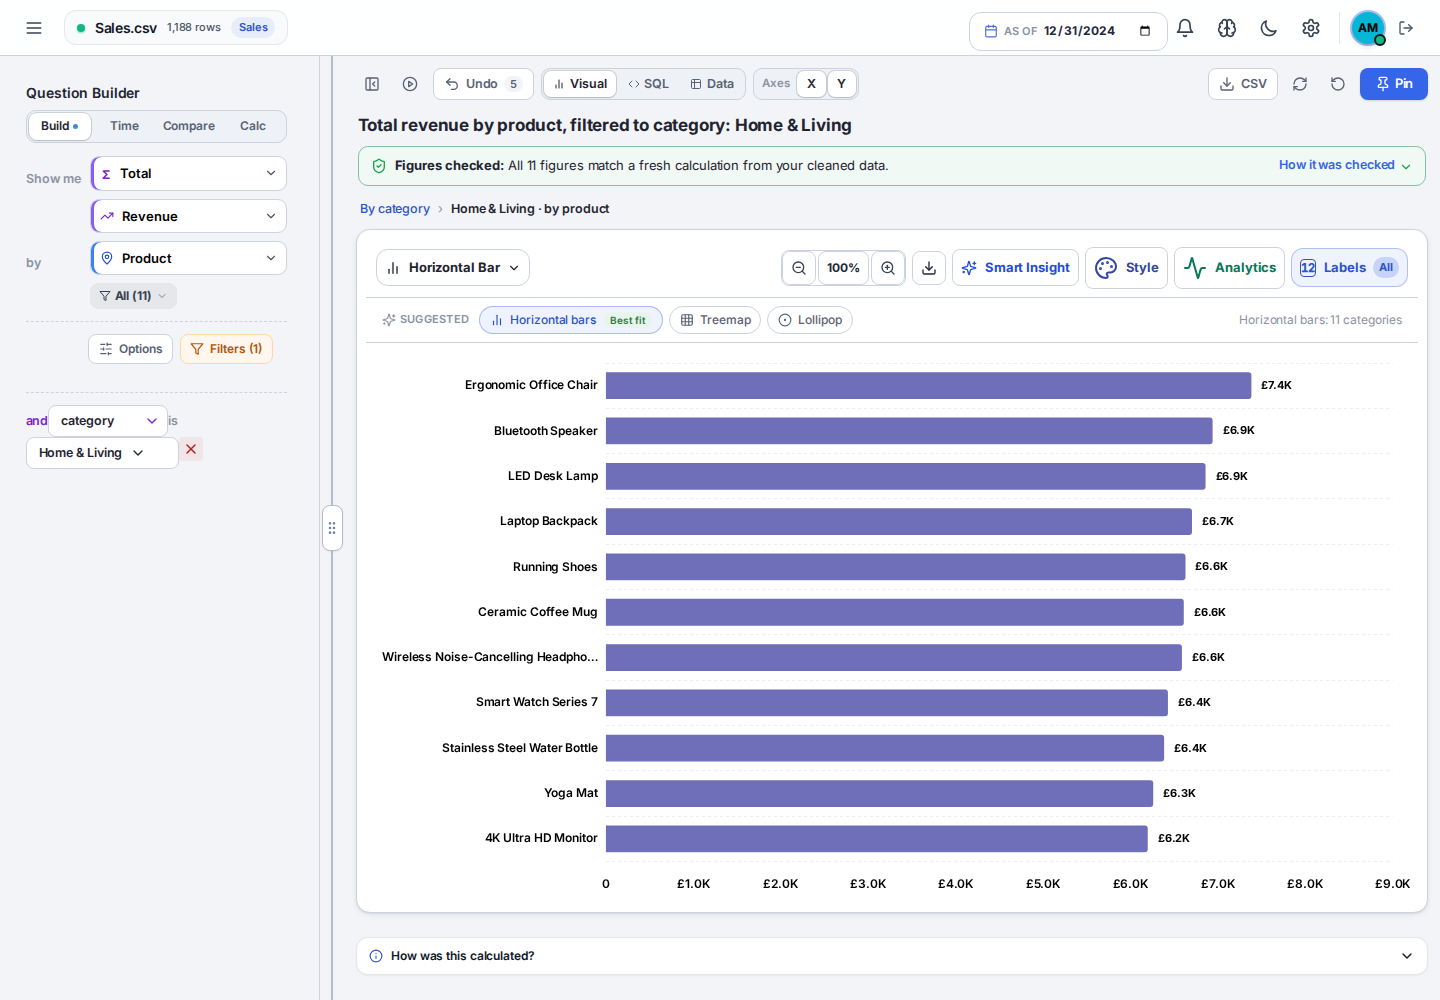 Sales.csv 1,188 rows Sales
AS OF 12/31/2024
AM
Question Builder
Build Time Compare Calc
Show me Σ Total
Revenue
by Product
All (11)
Options Filters (1)
and category is
Home & Living
Undo 5 Visual SQL Data Axes X Y
CSV Pin
Total revenue by product, filtered to category: Home & Living
Figures checked: All 11 figures match a fresh calculation from your cleaned data. How it was checked
By category › Home & Living · by product
Horizontal Bar 100% Smart Insight Style Analytics 12 Labels All
SUGGESTED Horizontal bars Best fit Treemap Lollipop Horizontal bars: 11 categories
Ergonomic Office Chair £7.4K
Bluetooth Speaker £6.9K
LED Desk Lamp £6.9K
Laptop Backpack £6.7K
Running Shoes £6.6K
Ceramic Coffee Mug £6.6K
Wireless Noise-Cancelling Headpho... £6.6K
Smart Watch Series 7 £6.4K
Stainless Steel Water Bottle £6.4K
Yoga Mat £6.3K
4K Ultra HD Monitor £6.2K
0 £1.0K £2.0K £3.0K £4.0K £5.0K £6.0K £7.0K £8.0K £9.0K
How was this calculated?